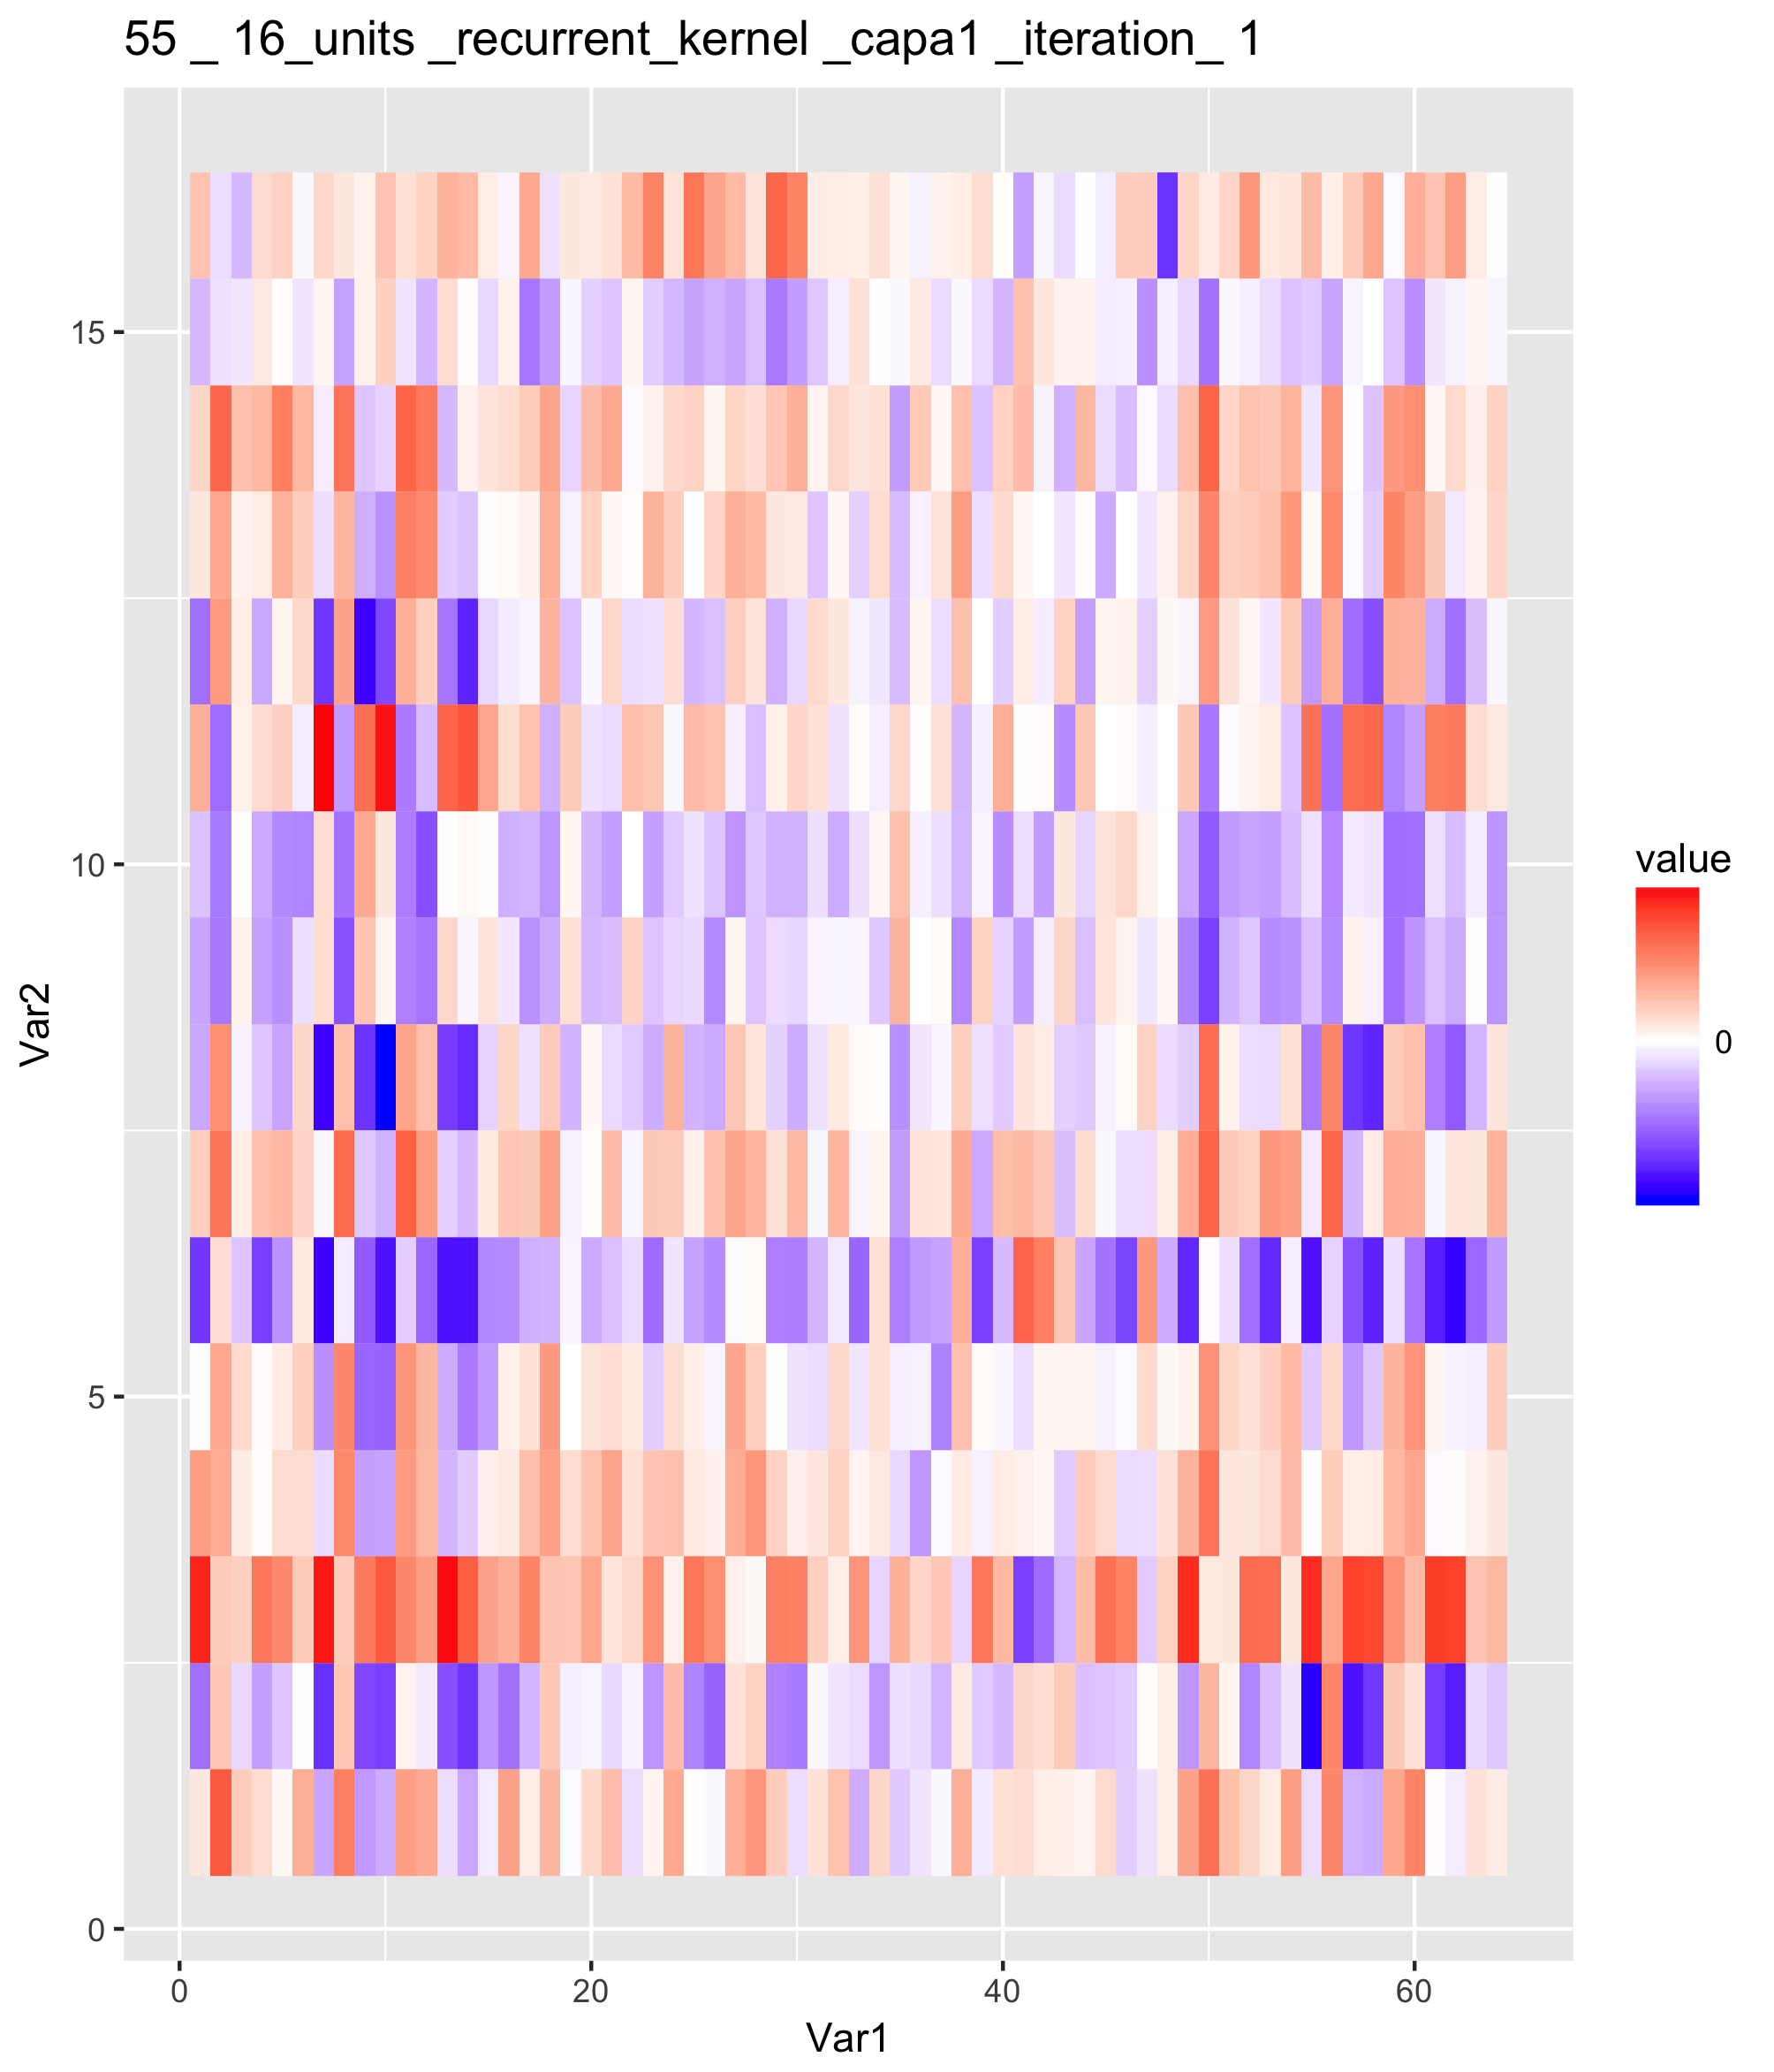 55 _ 16_units _recurrent_kernel _capa1 _iteration_ 1
15
10
5
0
0
20
40
60
Var1
Var2
value
0